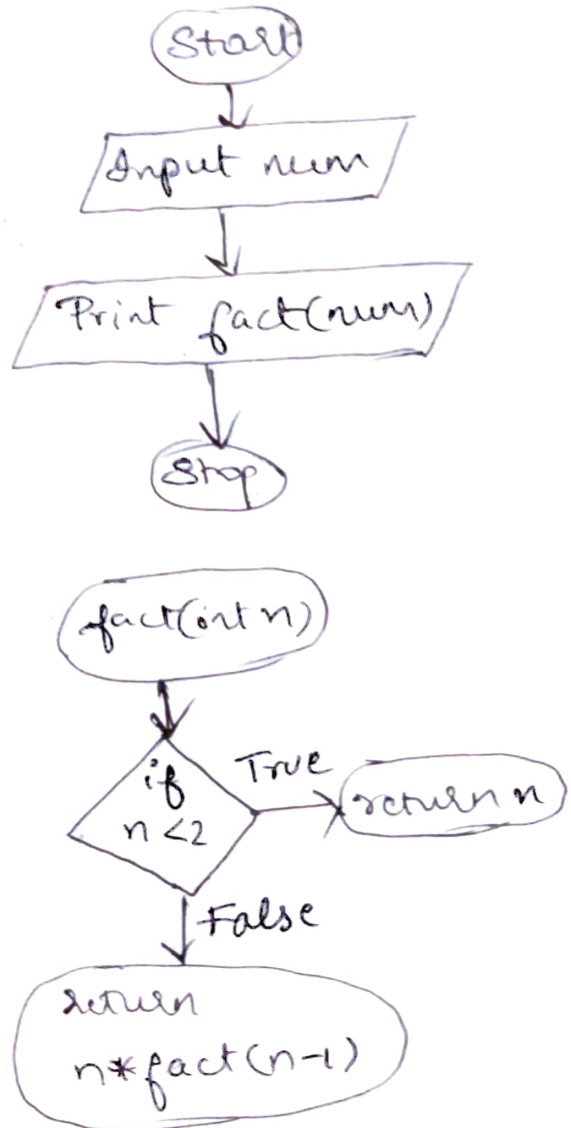 Start
Input num
Print fact(num)
Stop
fact(int n)
if
n<2
True
return n
False
return
n*fact(n-1)